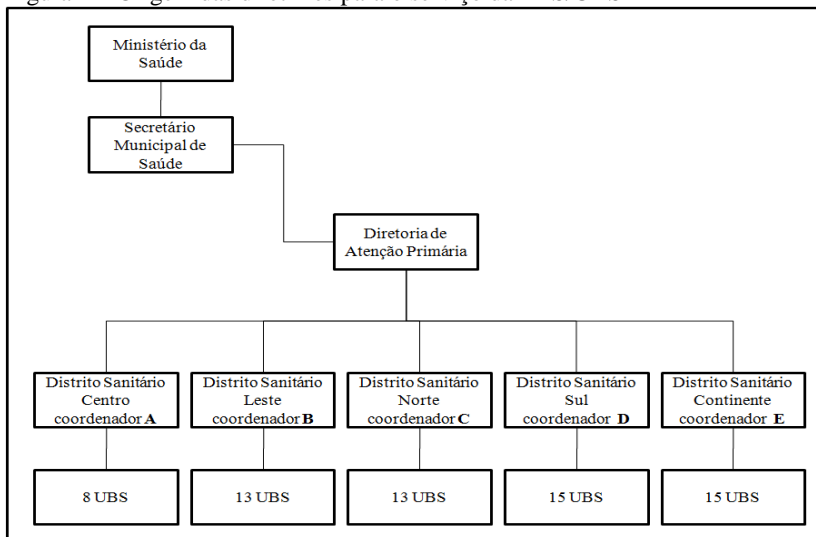 Ministério da
Saúde
Secretário
Municipal de
Saúde
Diretoria de
Atenção Primária
Distrito Sanitário
Centro
coordenador A
Distrito Sanitário
Leste
coordenador B
Distrito Sanitário
Norte
coordenador C
Distrito Sanitário
Sul
coordenador D
Distrito Sanitário
Continente
coordenador E
8 UBS
13 UBS
13 UBS
15 UBS
15 UBS